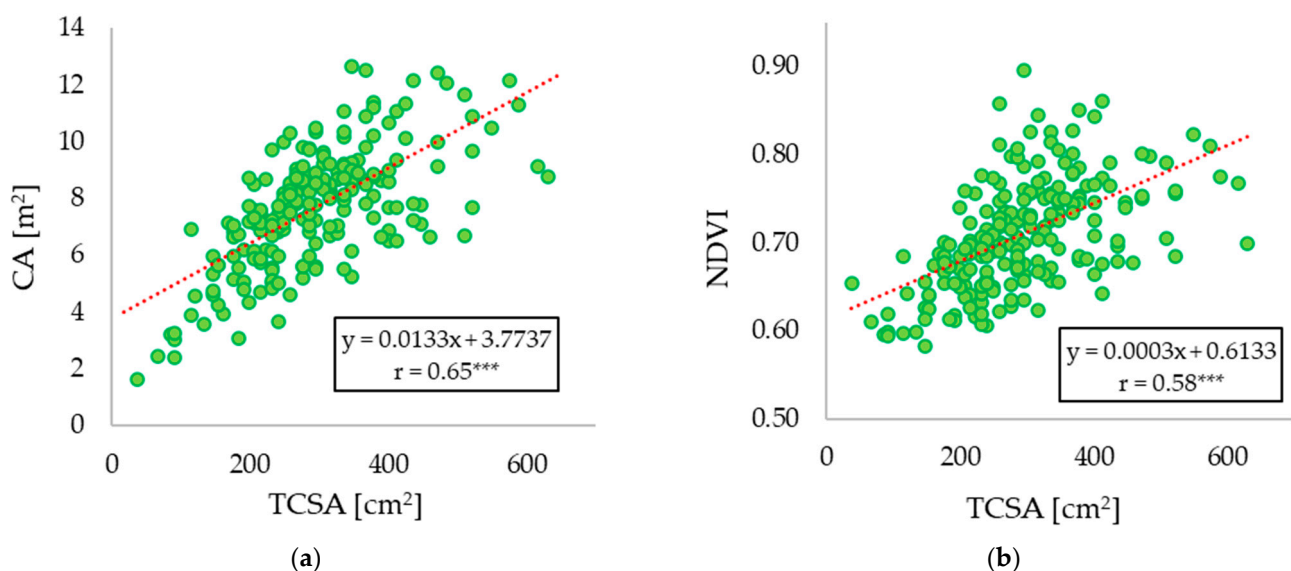 14
12
10
8
6
4
2
0
CA [m²]
0 200 400 600
TCSA [cm²]
y = 0.0133x + 3.7737
r = 0.65***
(a)
0.90
0.80
0.70
0.60
0.50
NDVI
0 200 400 600
TCSA [cm²]
y = 0.0003x + 0.6133
r = 0.58***
(b)